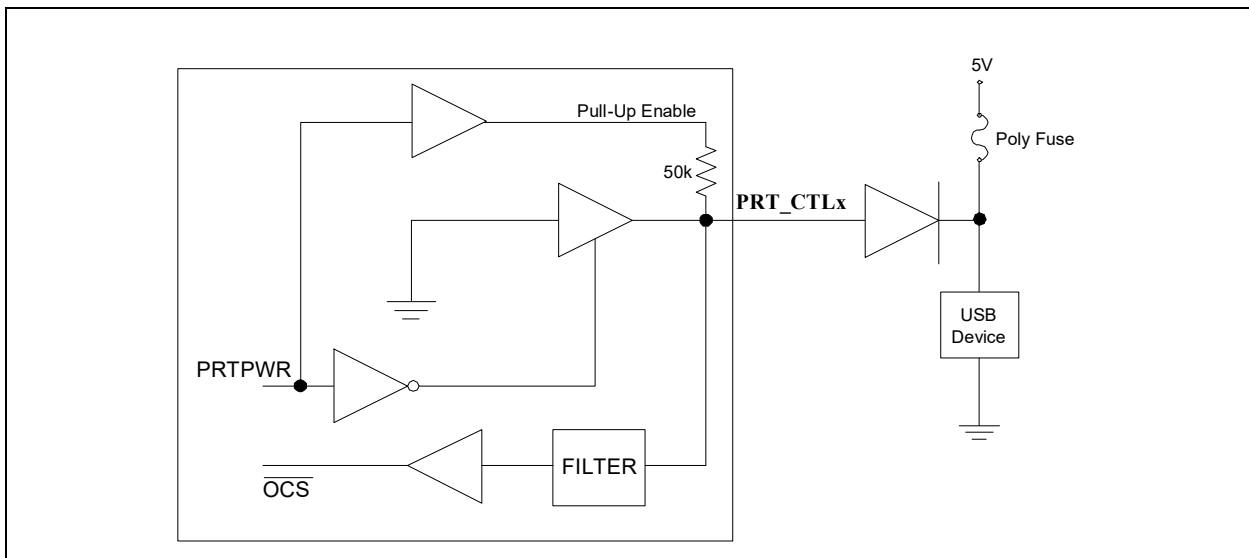 5V
Pull-Up Enable
Poly Fuse
50k
PRT_CTLx
USB
Device
PRTPWR
FILTER
OCS